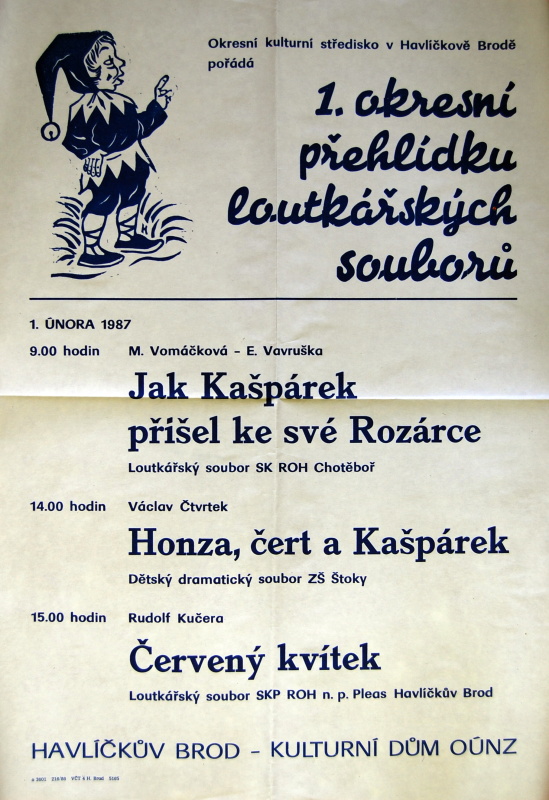 Okresní kulturní středisko v Havlíčkově Brodě
pořádá
1. okresní
přehlídku
loutkářských
souborů
1. ÚNORA 1987
9.00 hodin M. Vomáčková - E. Vavruška
Jak Kašpárek
přišel ke své Rozárce
Loutkářský soubor SK ROH Chotěboř
14.00 hodin Václav Čtvrtek
Honza, čert a Kašpárek
Dětský dramatický soubor ZŠ Štoky
15.00 hodin Rudolf Kučera
Červený kvítek
Loutkářský soubor SKP ROH n. p. Pleas Havlíčkův Brod
HAVLÍČKŮV BROD - KULTURNÍ DŮM OÚNZ
VČT H. Brod